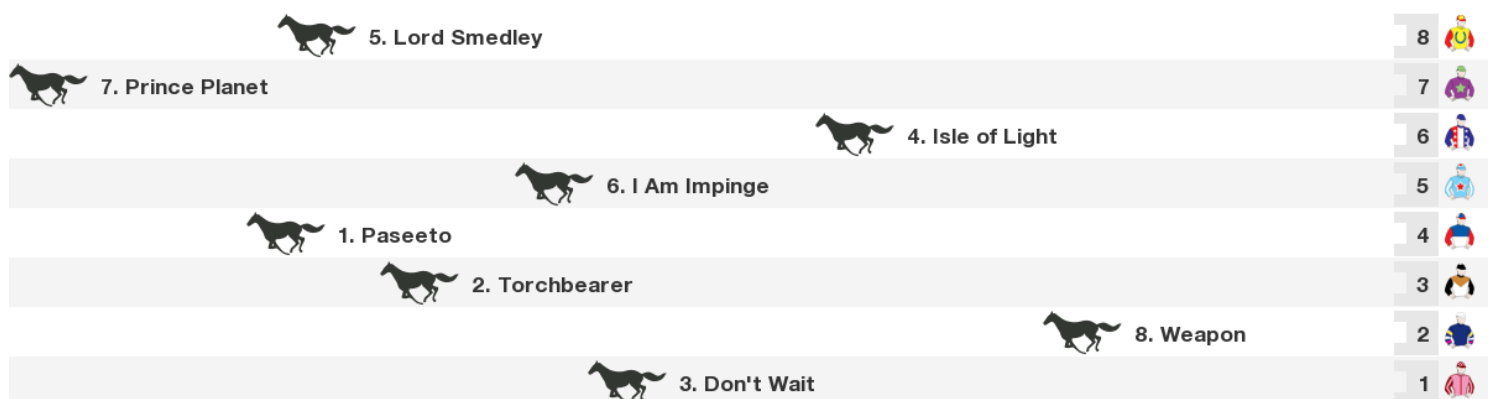 5. Lord Smedley 8
7. Prince Planet 7
4. Isle of Light 6
6. I Am Impinge 5
1. Paseeto 4
2. Torchbearer 3
8. Weapon 2
3. Don't Wait 1